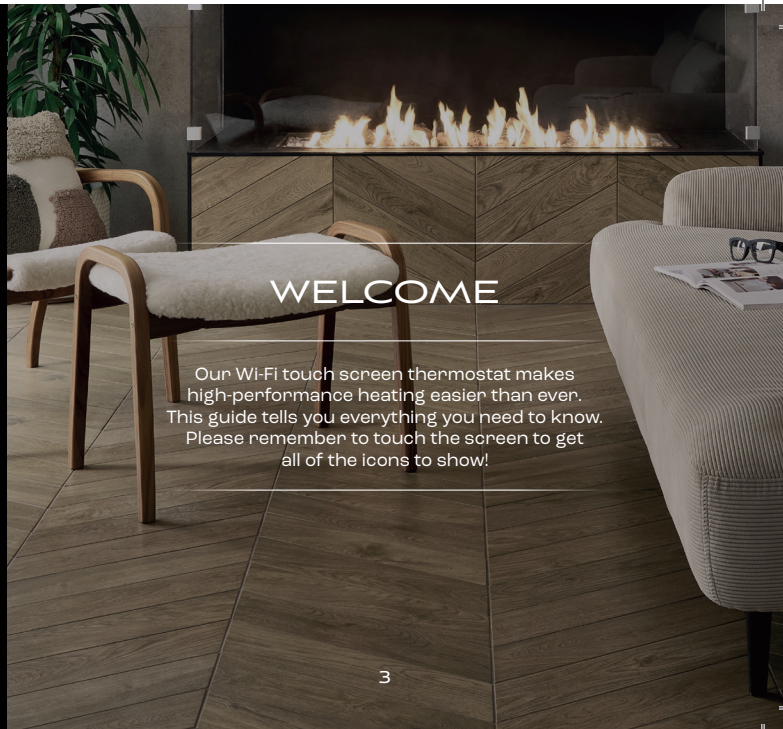 WELCOME
Our Wi-Fi touch screen thermostat makes
high-performance heating easier than ever.
This guide tells you everything you need to know.
Please remember to touch the screen to get
all of the icons to show!
3